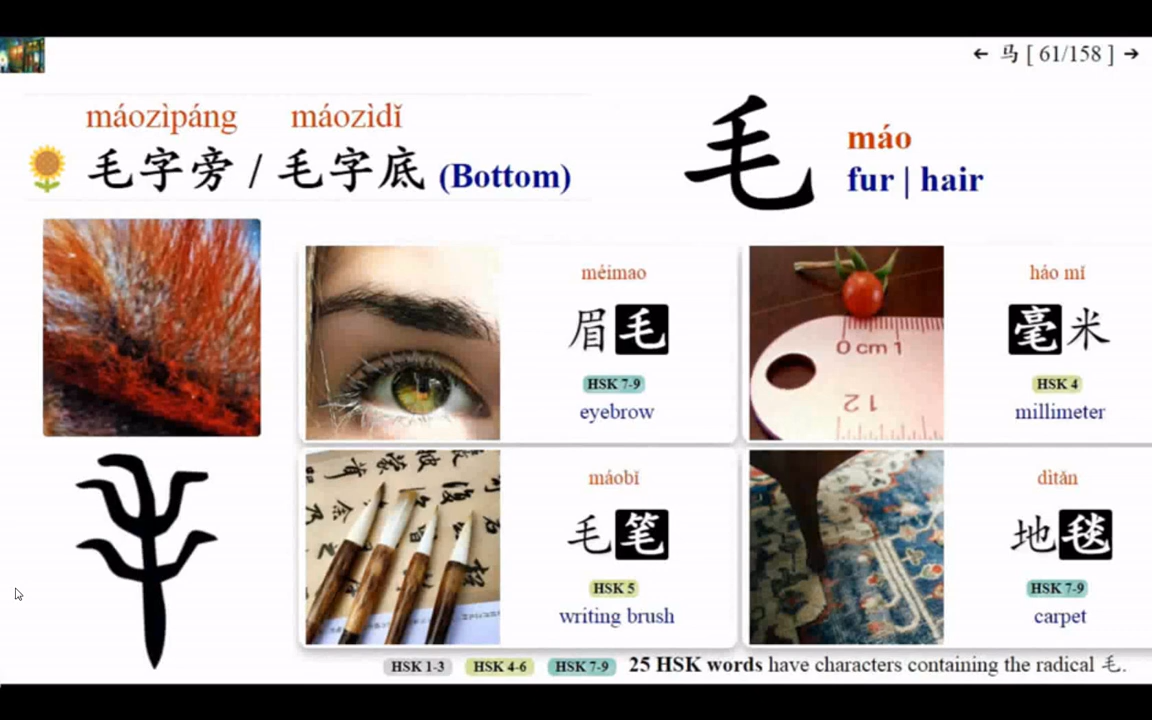 ← 马 [ 61/158 ] →
máozìpáng máozìdǐ
毛字旁 / 毛字底 (Bottom)
毛
máo
fur | hair
méimao
眉毛
HSK 7-9
eyebrow
0 cm 1
12
háo mǐ
毫米
HSK 4
millimeter
máobǐ
毛笔
HSK 5
writing brush
dìtǎn
地毯
HSK 7-9
carpet
HSK 1-3 HSK 4-6 HSK 7-9 25 HSK words have characters containing the radical 毛.